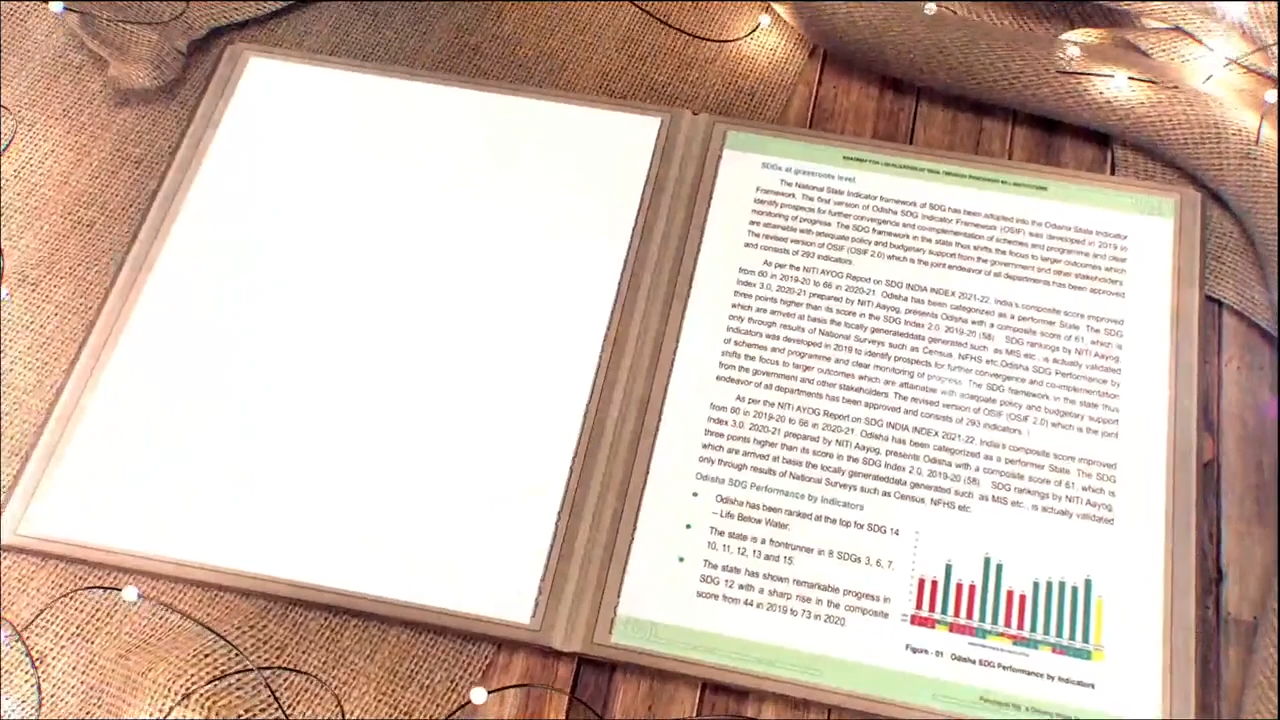 ROADMAP FOR LOCALISATION OF SDGs THROUGH PANCHAYATI RAJ INSTITUTIONS
SDGs at grassroots level
The National State Indicator framework of SDG has been adopted into the Odisha State Indicator
Framework. The first version of Odisha SDG Indicator Framework (OSIF) was developed in 2019 to
identify prospects for further convergence and co-implementation of schemes and programme and clear
monitoring of progress. The SDG framework in the state thus shifts the focus to larger outcomes which
are attainable with adequate policy and budgetary support from the government and other stakeholders.
The revised version of OSIF (OSIF 2.0) which is the joint endeavor of all departments has been approved
and consists of 293 indicators.
As per the NITI AYOG Report on SDG INDIA INDEX 2021-22, India's composite score improved
from 60 in 2019-20 to 66 in 2020-21. Odisha has been categorized as a performer State. The SDG
Index 3.0, 2020-21 prepared by NITI Aayog, presents Odisha with a composite score of 61, which is
three points higher than its score in the SDG Index 2.0, 2019-20 (58). SDG rankings by NITI Aayog,
which are arrived at basis the locally generateddata generated such as MIS etc., is actually validated
only through results of National Surveys such as Census, NFHS etc.Odisha SDG Performance by
Indicators was developed in 2019 to identify prospects for further convergence and co-implementation
of schemes and programme and clear monitoring of progress. The SDG framework in the state thus
shifts the focus to larger outcomes which are attainable with adequate policy and budgetary support
from the government and other stakeholders. The revised version of OSIF (OSIF 2.0) which is the joint
endeavor of all departments has been approved and consists of 293 indicators.
As per the NITI AYOG Report on SDG INDIA INDEX 2021-22, India's composite score improved
from 60 in 2019-20 to 66 in 2020-21. Odisha has been categorized as a performer State. The SDG
Index 3.0, 2020-21 prepared by NITI Aayog, presents Odisha with a composite score of 61, which is
three points higher than its score in the SDG Index 2.0, 2019-20 (58). SDG rankings by NITI Aayog,
which are arrived at basis the locally generateddata generated such as MIS etc., is actually validated
only through results of National Surveys such as Census, NFHS etc.
Odisha SDG Performance by Indicators
Odisha has been ranked at the top for SDG 14
– Life Below Water.
The state is a frontrunner in 8 SDGs 3, 6, 7,
10, 11, 12, 13 and 15.
The state has shown remarkable progress in
SDG 12 with a sharp rise in the composite
score from 44 in 2019 to 73 in 2020.
Figure - 01 Odisha SDG Performance by Indicators